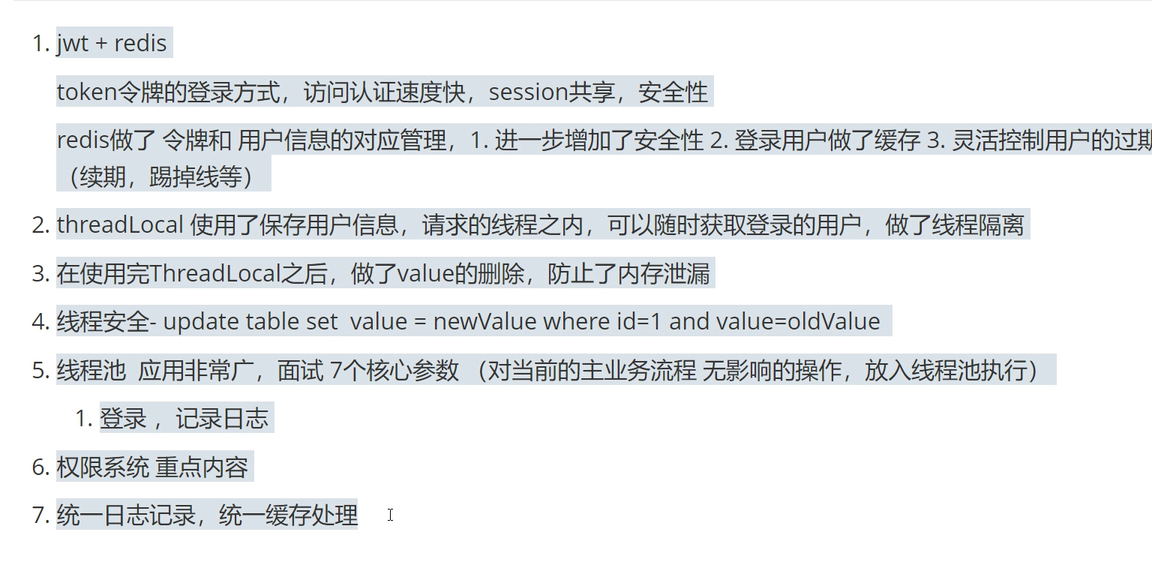 1. jwt + redis
token令牌的登录方式，访问认证速度快，session共享，安全性
redis做了 令牌和 用户信息的对应管理，1. 进一步增加了安全性 2. 登录用户做了缓存 3. 灵活控制用户的过期
（续期，踢掉线等）
2. threadLocal 使用了保存用户信息，请求的线程之内，可以随时获取登录的用户，做了线程隔离
3. 在使用完ThreadLocal之后，做了value的删除，防止了内存泄漏
4. 线程安全- update table set  value = newValue where id=1 and value=oldValue
5. 线程池  应用非常广，面试 7个核心参数 （对当前的主业务流程 无影响的操作，放入线程池执行）
1. 登录 ，记录日志
6. 权限系统 重点内容
7. 统一日志记录，统一缓存处理